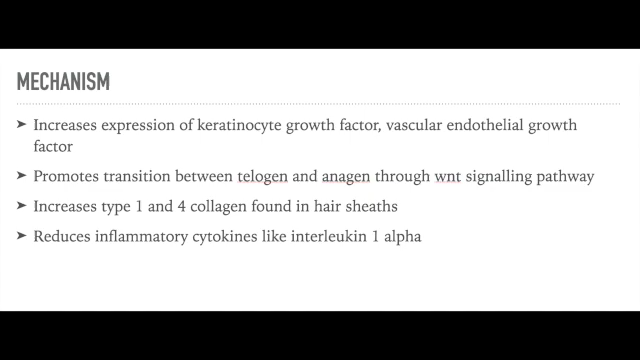 MECHANISM
➤ Increases expression of keratinocyte growth factor, vascular endothelial growth
factor
➤ Promotes transition between telogen and anagen through wnt signalling pathway
➤ Increases type 1 and 4 collagen found in hair sheaths
➤ Reduces inflammatory cytokines like interleukin 1 alpha